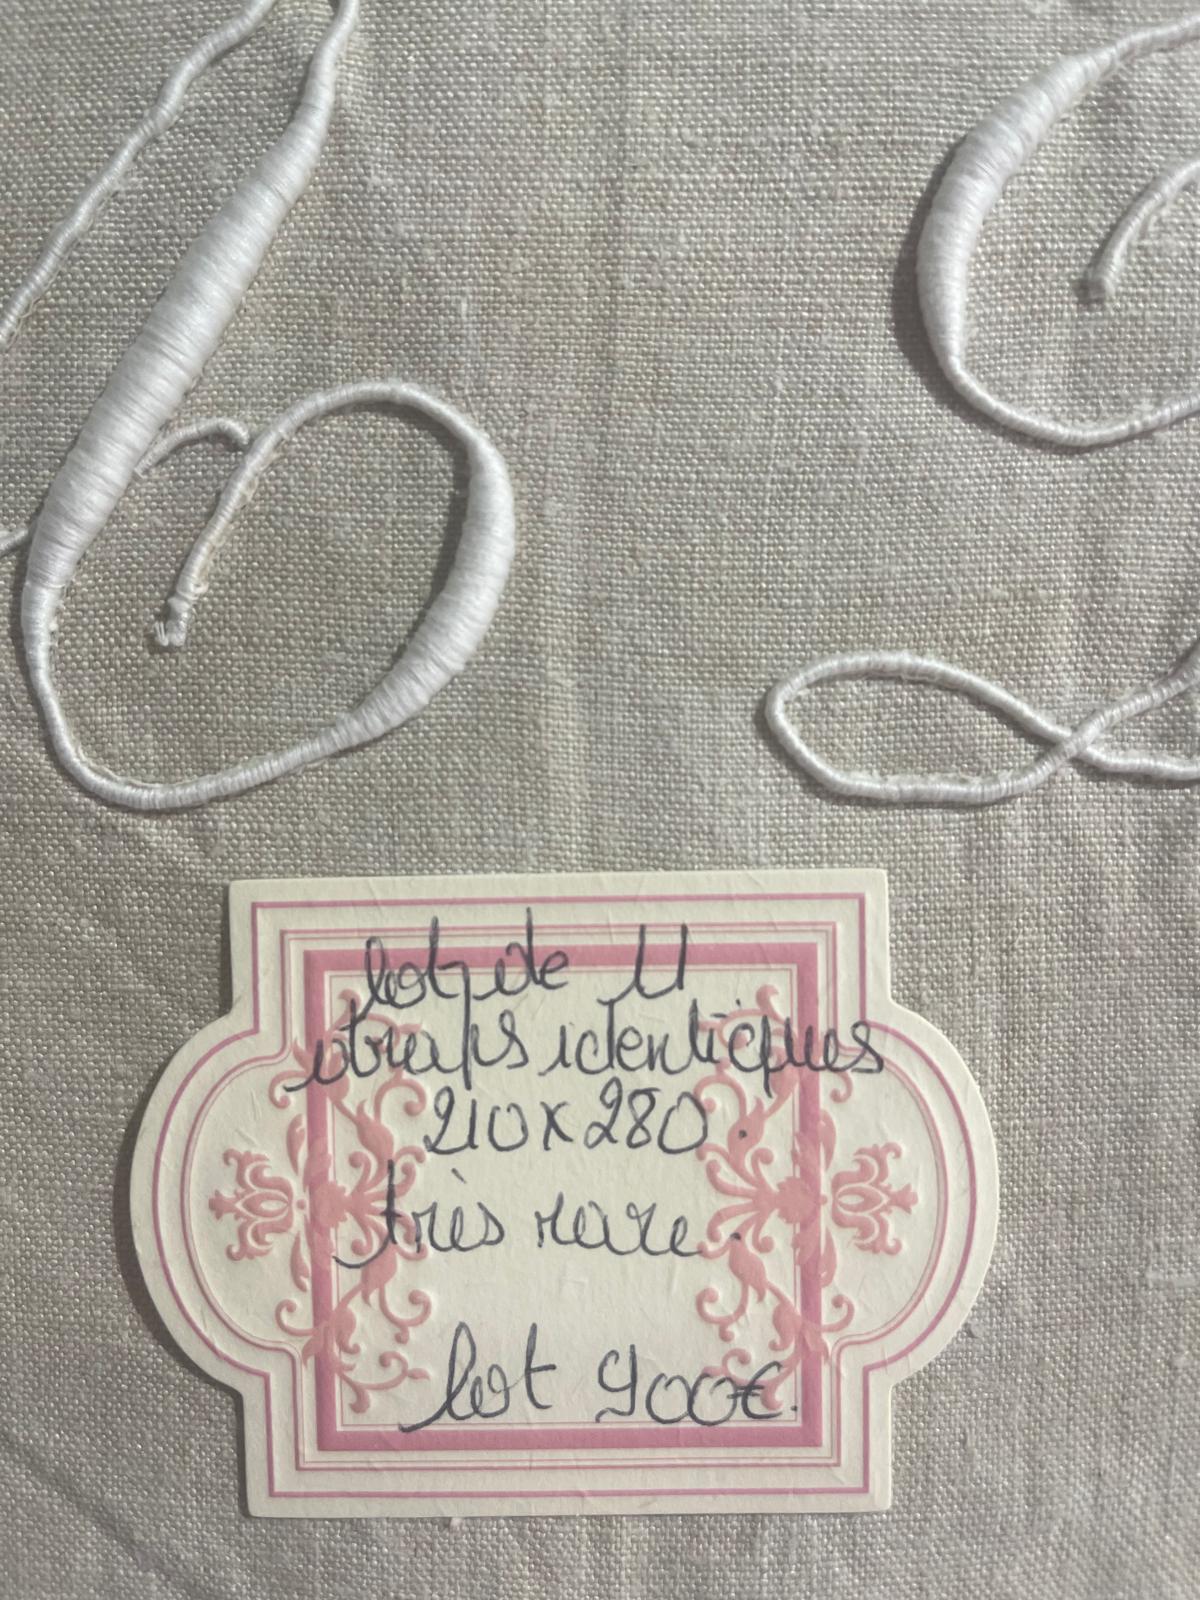 lot de 11
draps identiques
210 x 280.
très rare.
lot 900€.